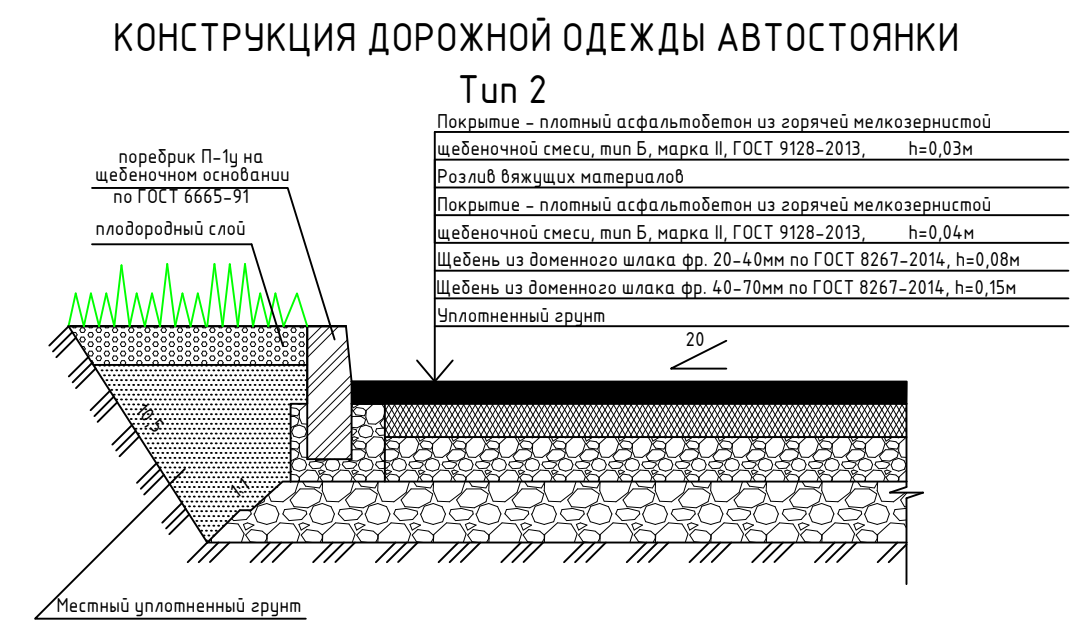 КОНСТРУКЦИЯ ДОРОЖНОЙ ОДЕЖДЫ АВТОСТОЯНКИ
Тип 2
Покрытие - плотный асфальтобетон из горячей мелкозернистой
щебеночной смеси, тип Б, марка II, ГОСТ 9128-2013, h=0,03м
Розлив вяжущих материалов
Покрытие - плотный асфальтобетон из горячей мелкозернистой
щебеночной смеси, тип Б, марка II, ГОСТ 9128-2013, h=0,04м
Щебень из доменного шлака фр. 20-40мм по ГОСТ 8267-2014, h=0,08м
Щебень из доменного шлака фр. 40-70мм по ГОСТ 8267-2014, h=0,15м
Уплотненный грунт
поребрик П-1у на
щебеночном основании
по ГОСТ 6665-91
плодородный слой
20
10,5
1:1
Местный уплотненный грунт